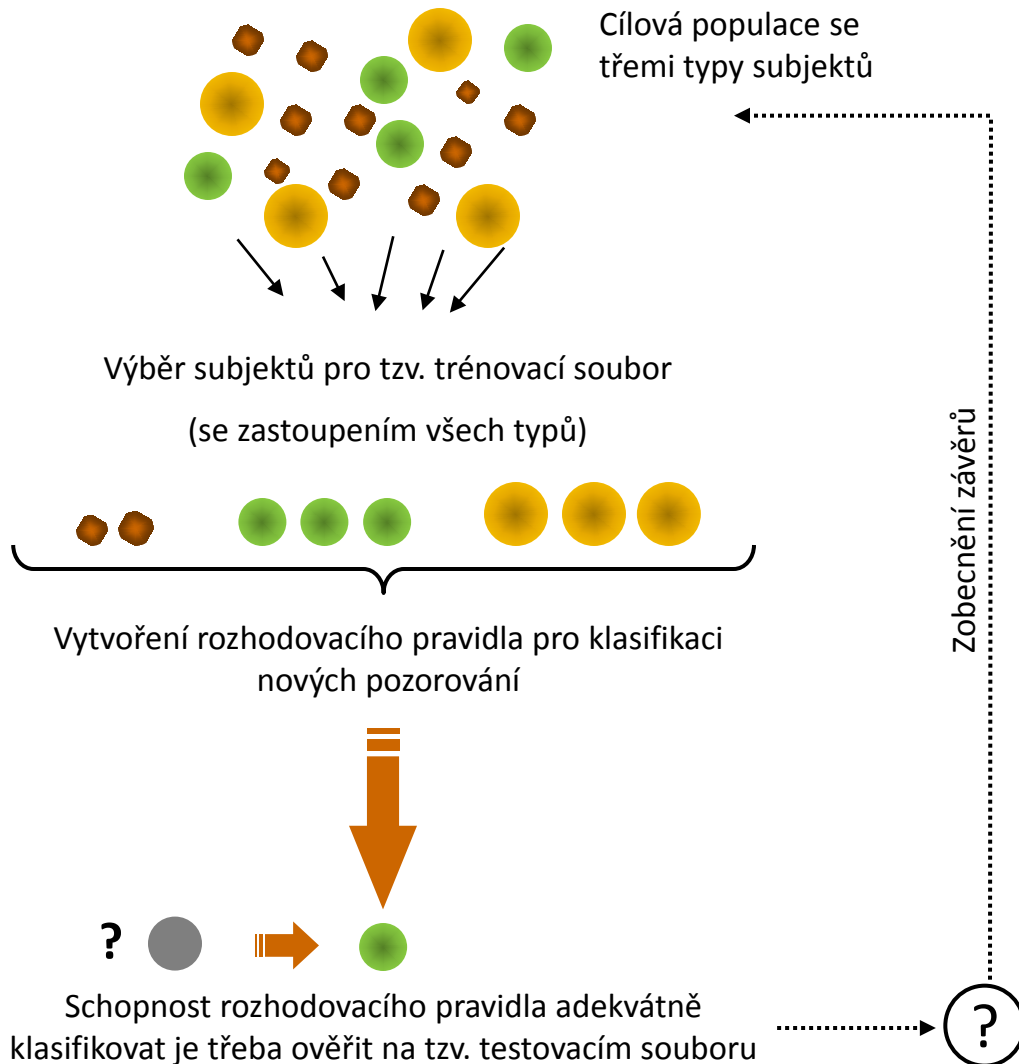 Cílová populace se
třemi typy subjektů
Výběr subjektů pro tzv. trénovací soubor
(se zastoupením všech typů)
Zobecnění závěrů
Vytvoření rozhodovacího pravidla pro klasifikaci
nových pozorování
?
Schopnost rozhodovacího pravidla adekvátně
klasifikovat je třeba ověřit na tzv. testovacím souboru
?